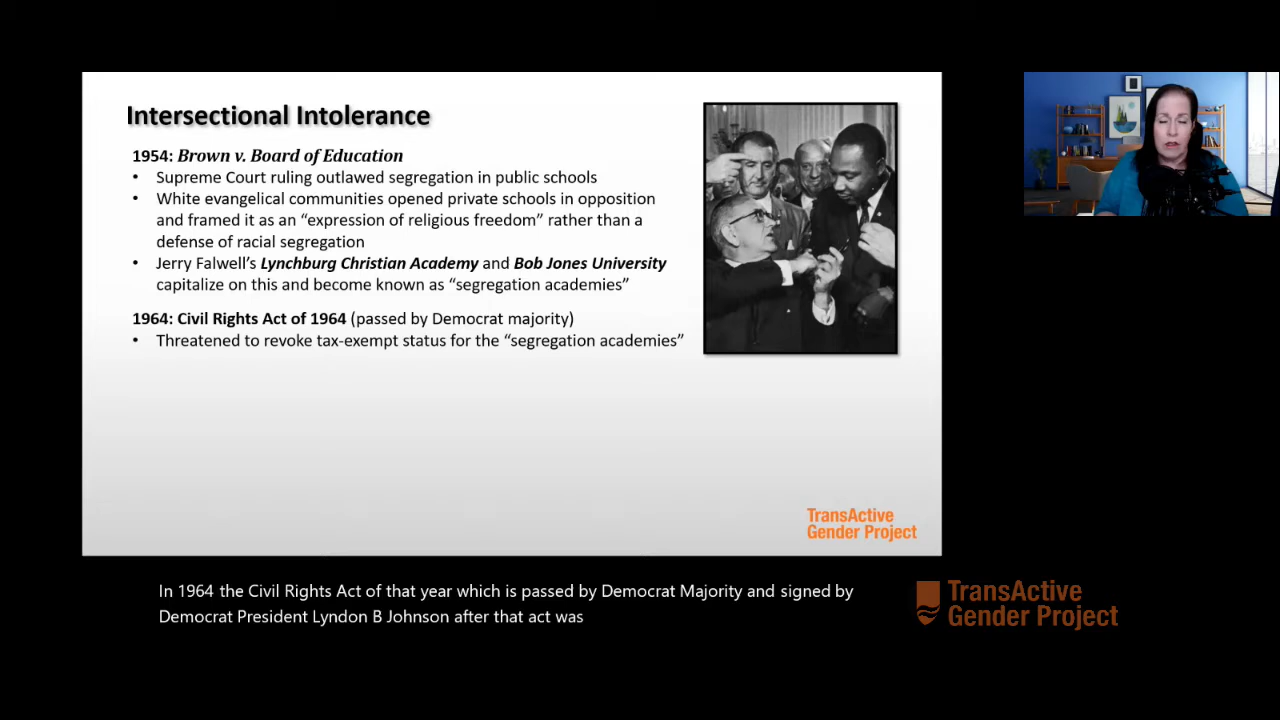 Intersectional Intolerance
1954: Brown v. Board of Education
• Supreme Court ruling outlawed segregation in public schools
• White evangelical communities opened private schools in opposition
and framed it as an “expression of religious freedom” rather than a
defense of racial segregation
• Jerry Falwell’s Lynchburg Christian Academy and Bob Jones University
capitalize on this and become known as “segregation academies”
1964: Civil Rights Act of 1964 (passed by Democrat majority)
• Threatened to revoke tax-exempt status for the “segregation academies”
TransActive
Gender Project
In 1964 the Civil Rights Act of that year which is passed by Democrat Majority and signed by
Democrat President Lyndon B Johnson after that act was
TransActive
Gender Project